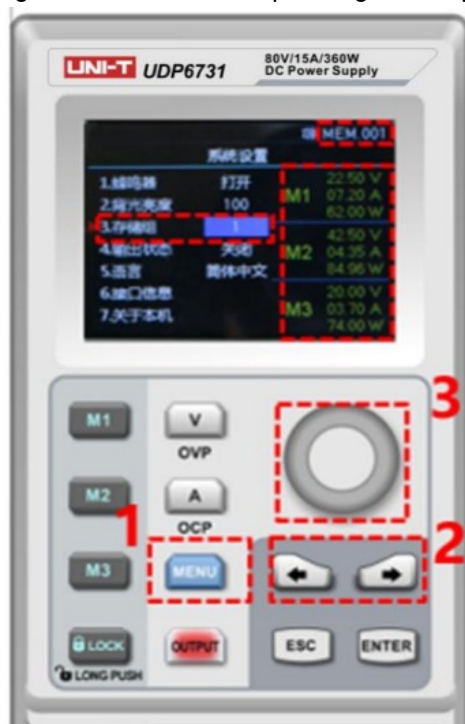 UNI-T UDP6731
80V/15A/360W
DC Power Supply
MEM 001
系统设置
1.蜂鸣器 打开
2.背光亮度 100
3.存储组 1
4.输出状态 关闭
5.语言 简体中文
6.接口信息
7.关于本机
M1
22.50 V
07.20 A
62.00 W
M2
42.50 V
04.35 A
84.96 W
M3
20.00 V
03.70 A
74.00 W
3
M1
V
OVP
M2
A
OCP
1
2
M3
MENU
LOCK
LONG PUSH
OUTPUT
ESC
ENTER